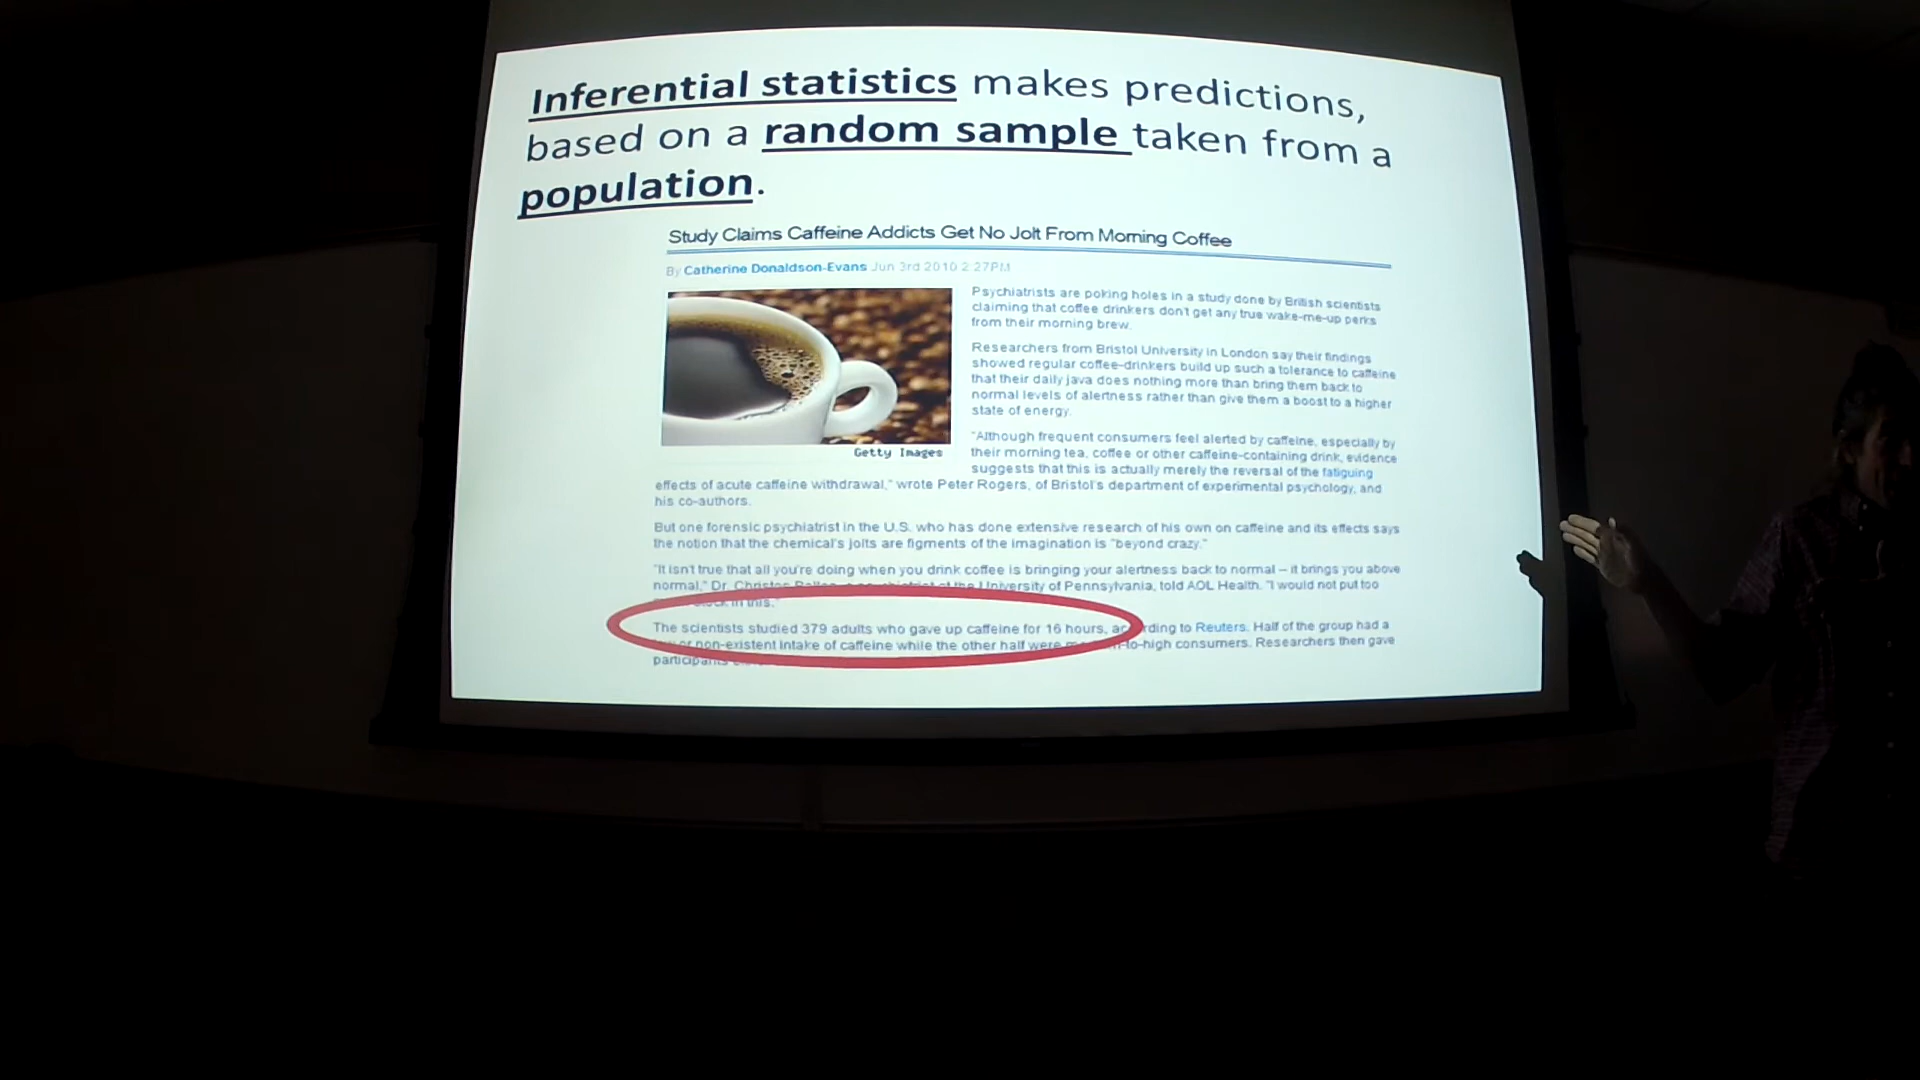 Inferential statistics makes predictions,
based on a random sample taken from a
population.
Study Claims Caffeine Addicts Get No Jolt From Morning Coffee
By Catherine Donaldson-Evans Jun 3rd 2010 2:27PM
Psychiatrists are poking holes in a study done by British scientists
claiming that coffee drinkers don't get any true wake-me-up perks
from their morning brew.
Researchers from Bristol University in London say their findings
showed regular coffee-drinkers build up such a tolerance to caffeine
that their daily java does nothing more than bring them back to
normal levels of alertness rather than give them a boost to a higher
state of energy.
Getty Images
"Although frequent consumers feel alerted by caffeine, especially by
their morning tea, coffee or other caffeine-containing drink, evidence
suggests that this is actually merely the reversal of the fatiguing
effects of acute caffeine withdrawal," wrote Peter Rogers, of Bristol's department of experimental psychology, and
his co-authors.
But one forensic psychiatrist in the U.S. who has done extensive research of his own on caffeine and its effects says
the notion that the chemical's jolts are figments of the imagination is "beyond crazy."
"It isn't true that all you're doing when you drink coffee is bringing your alertness back to normal – it brings you above
normal," Dr. at the University of Pennsylvania, told AOL Health. "I would not put too
in this."
The scientists studied 379 adults who gave up caffeine for 16 hours, according to Reuters. Half of the group had a
or non-existent intake of caffeine while the other half were -to-high consumers. Researchers then gave
participants